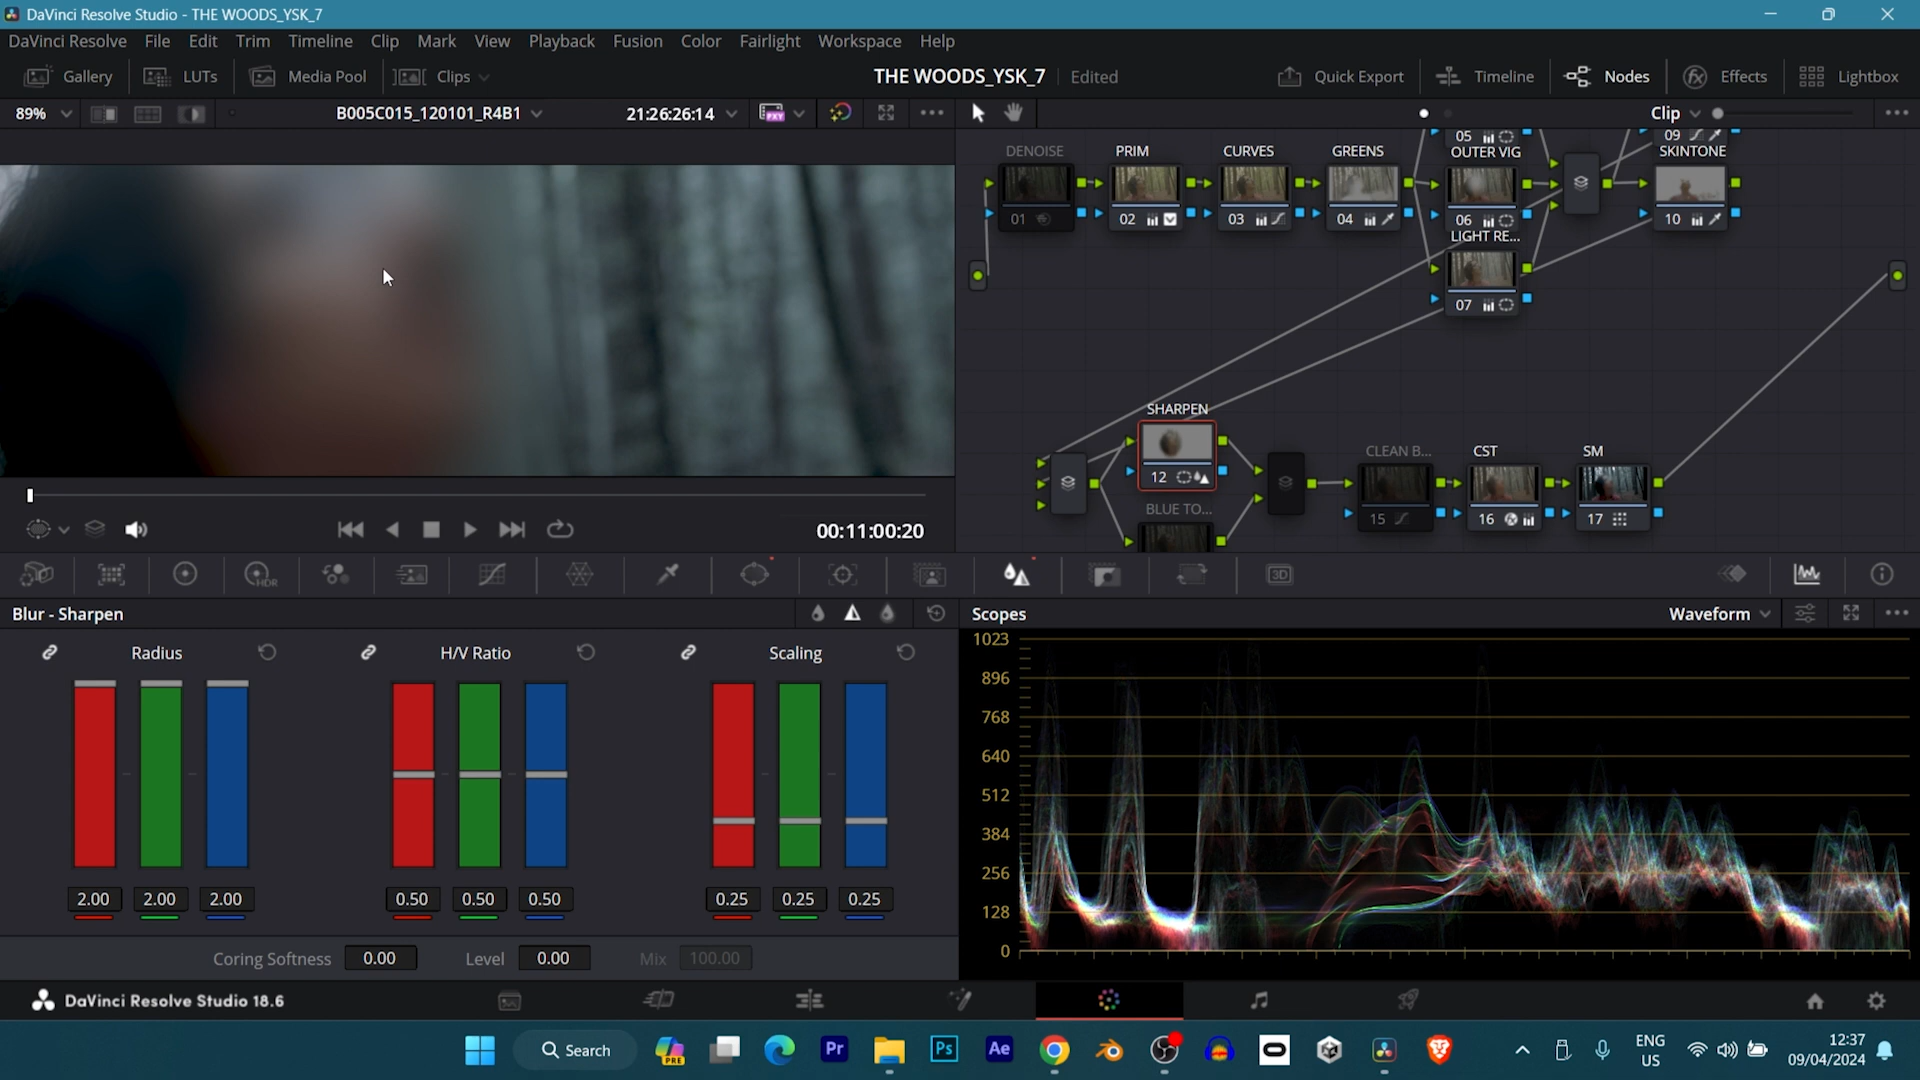 DaVinci Resolve Studio - THE WOODS_YSK_7
DaVinci Resolve File Edit Trim Timeline Clip Mark View Playback Fusion Color Fairlight Workspace Help
Gallery LUTs Media Pool Clips THE WOODS_YSK_7 Edited Quick Export Timeline Nodes Effects Lightbox
89% B005C015_120101_R4B1 21:26:26:14 Clip
05 09
DENOISE PRIM CURVES GREENS OUTER VIG SKINTONE
01 02 03 04 06 10
LIGHT RE...
07
SHARPEN
12
CLEAN B... CST SM
BLUE TO...
15 16 17
00:11:00:20
HDR 3D
Blur - Sharpen
Scopes Waveform
Radius H/V Ratio Scaling
2.00 2.00 2.00 0.50 0.50 0.50 0.25 0.25 0.25
Coring Softness 0.00 Level 0.00 Mix 100.00
1023
896
768
640
512
384
256
128
0
DaVinci Resolve Studio 18.6
Search PRE Pr Ps Ae
ENG
US
12:37
09/04/2024